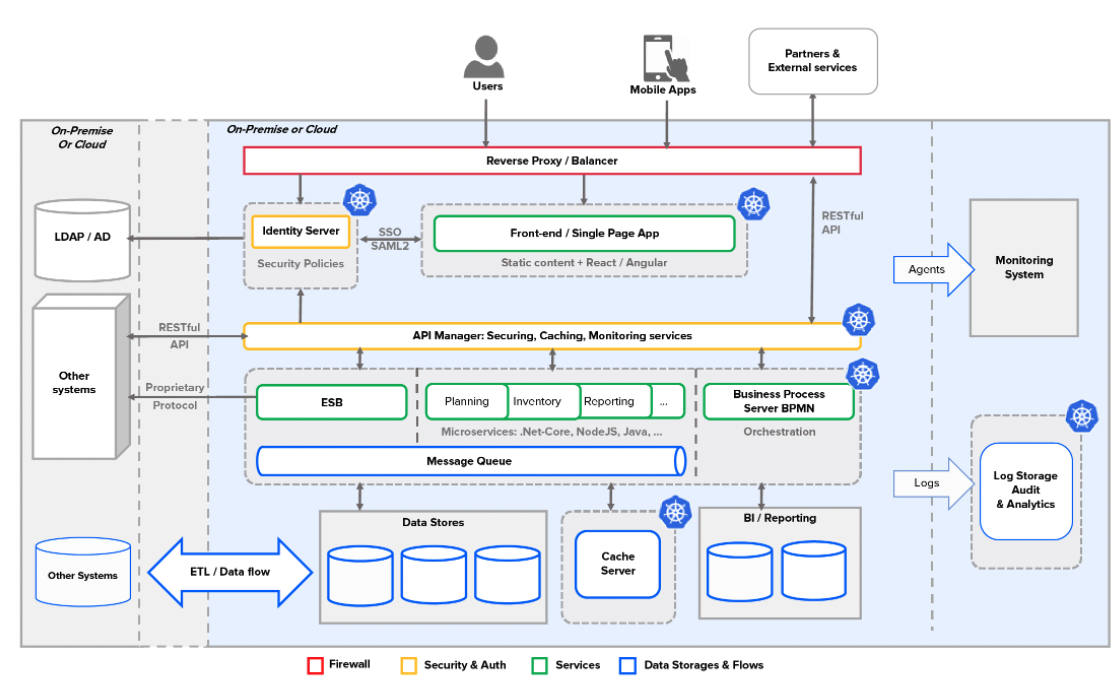 Users
Mobile Apps
Partners &
External services
On-Premise
Or Cloud
On-Premise or Cloud
Reverse Proxy / Balancer
LDAP / AD
Identity Server
Security Policies
SSO
SAML2
Front-end / Single Page App
Static content + React / Angular
RESTful
API
Agents
Monitoring
System
RESTful
API
API Manager: Securing, Caching, Monitoring services
Other
systems
Proprietary
Protocol
ESB
Planning
Inventory
Reporting
...
Microservices: .Net-Core, NodeJS, Java, ...
Business Process
Server BPMN
Orchestration
Message Queue
Logs
Log Storage
Audit
& Analytics
Other Systems
ETL / Data flow
Data Stores
Cache
Server
BI / Reporting
Firewall
Security & Auth
Services
Data Storages & Flows